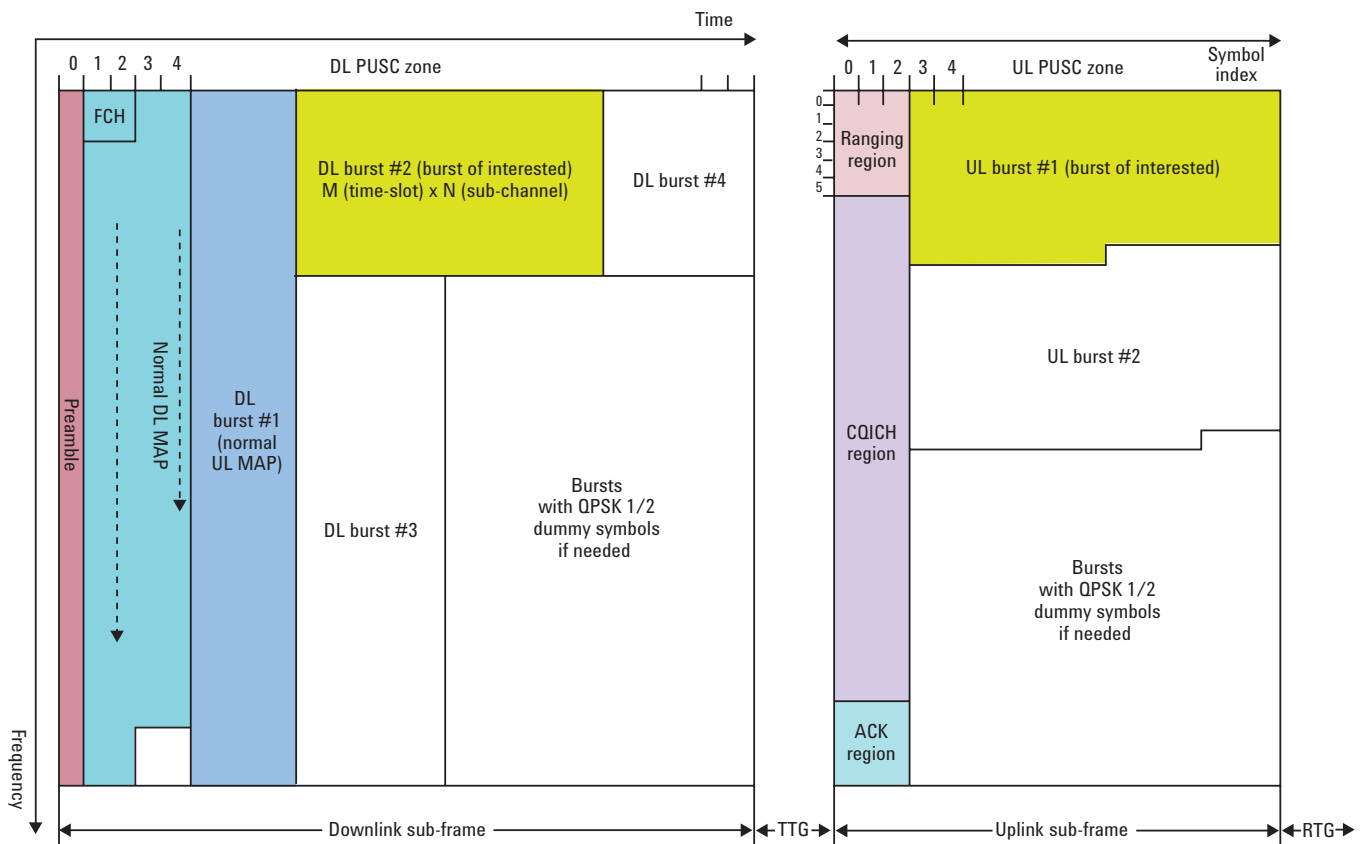 Time
0 1 2 3 4
DL PUSC zone
FCH
Preamble
Normal DL MAP
DL
burst #1
(normal
UL MAP)
DL burst #2 (burst of interested)
M (time-slot) x N (sub-channel)
DL burst #4
DL burst #3
Bursts
with QPSK 1/2
dummy symbols
if needed
Frequency
Downlink sub-frame
TTG
0 1 2 3 4
UL PUSC zone
Symbol
index
0
1
2
3
4
5
Ranging
region
UL burst #1 (burst of interested)
UL burst #2
CQICH
region
Bursts
with QPSK 1/2
dummy symbols
if needed
ACK
region
Uplink sub-frame
RTG